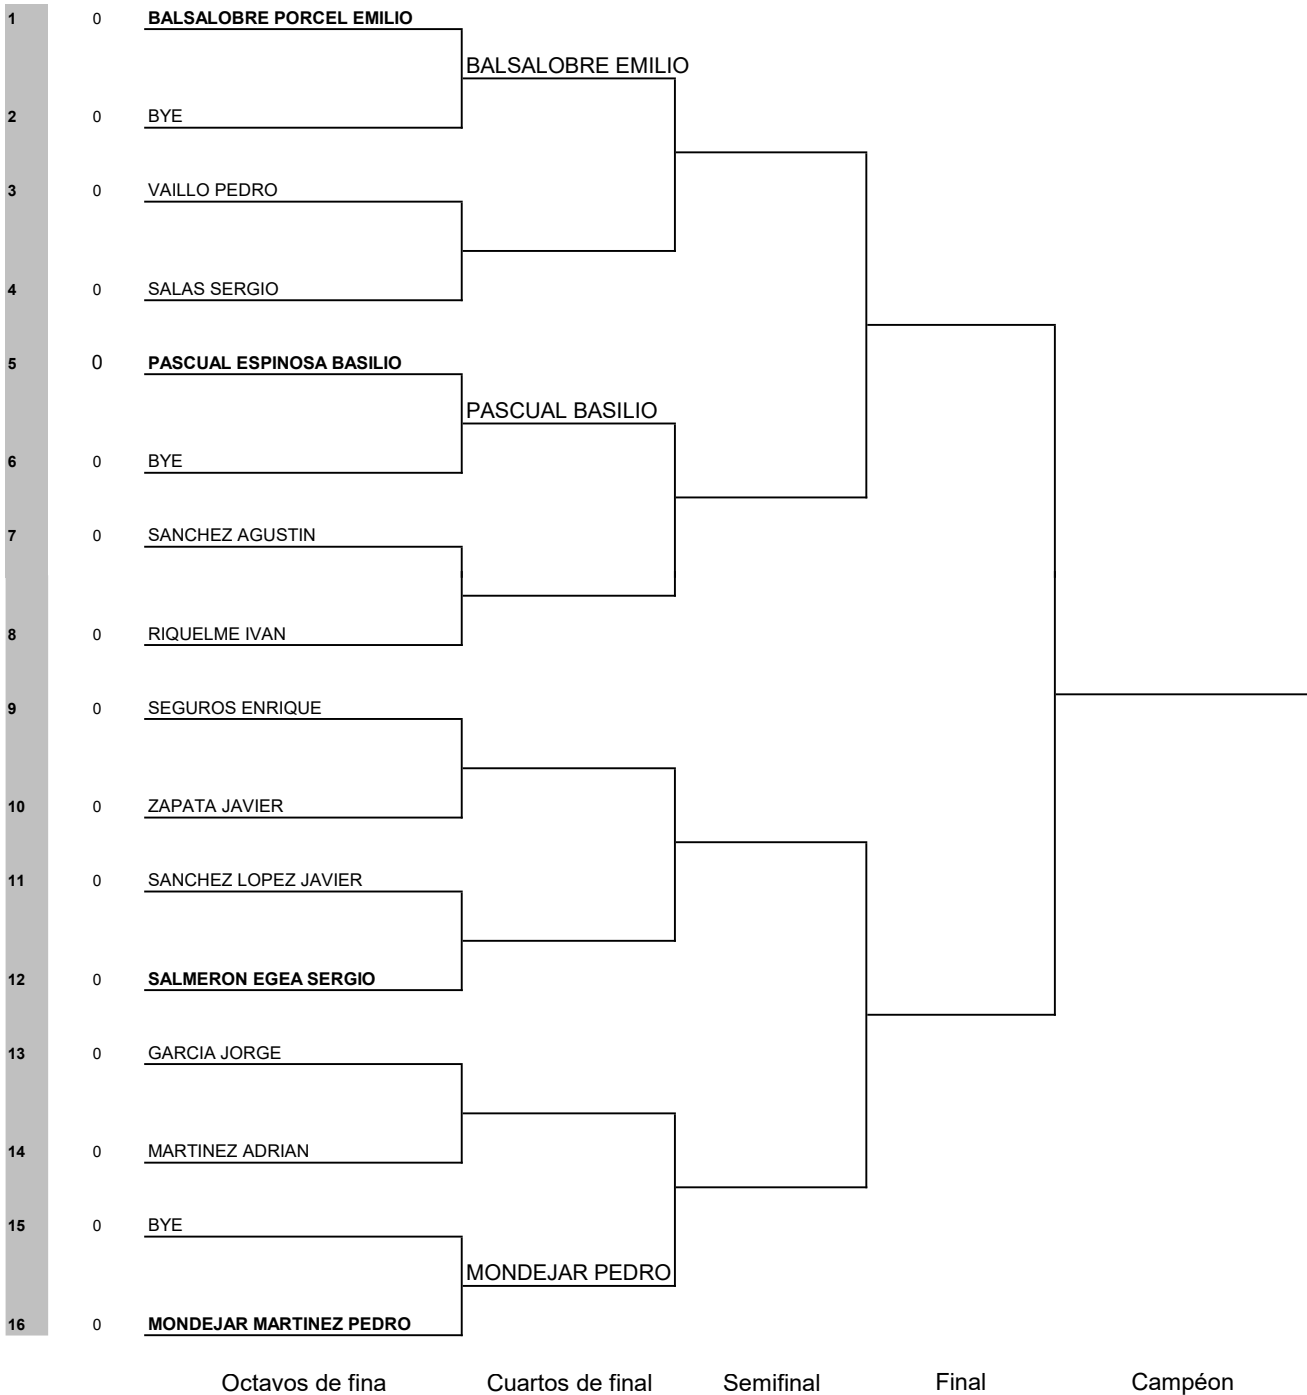 1 0 BALSALOBRE PORCEL EMILIO
BALSALOBRE EMILIO
2 0 BYE
3 0 VAILLO PEDRO
4 0 SALAS SERGIO
5 0 PASCUAL ESPINOSA BASILIO
PASCUAL BASILIO
6 0 BYE
7 0 SANCHEZ AGUSTIN
8 0 RIQUELME IVAN
9 0 SEGUROS ENRIQUE
10 0 ZAPATA JAVIER
11 0 SANCHEZ LOPEZ JAVIER
12 0 SALMERON EGEA SERGIO
13 0 GARCIA JORGE
14 0 MARTINEZ ADRIAN
15 0 BYE
MONDEJAR PEDRO
16 0 MONDEJAR MARTINEZ PEDRO
Octavos de fina Cuartos de final Semifinal Final Campéon